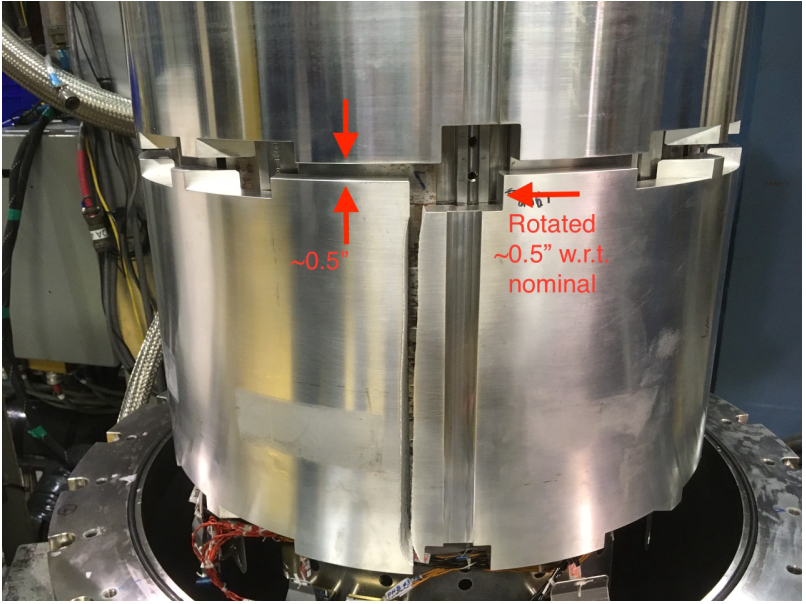 ~0.5”
Rotated
~0.5” w.r.t.
nominal